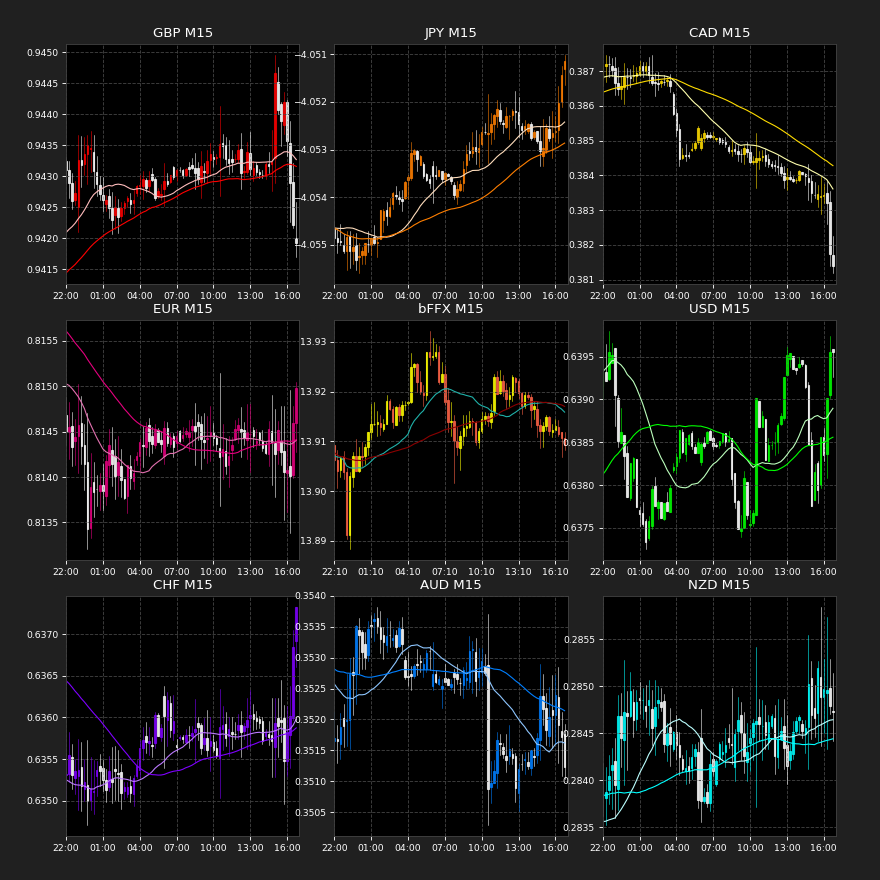 GBP M15
0.9450
0.9445
0.9440
0.9435
0.9430
0.9425
0.9420
0.9415
22:00 01:00 04:00 07:00 10:00 13:00 16:00
JPY M15
−4.051
−4.052
−4.053
−4.054
−4.055
22:00 01:00 04:00 07:00 10:00 13:00 16:00
CAD M15
0.387
0.386
0.385
0.384
0.383
0.382
0.381
22:00 01:00 04:00 07:00 10:00 13:00 16:00
EUR M15
0.8155
0.8150
0.8145
0.8140
0.8135
22:00 01:00 04:00 07:00 10:00 13:00 16:00
bFFX M15
13.93
13.92
13.91
13.90
13.89
22:10 01:10 04:10 07:10 10:10 13:10 16:10
USD M15
0.6395
0.6390
0.6385
0.6380
0.6375
22:00 01:00 04:00 07:00 10:00 13:00 16:00
CHF M15
0.6370
0.6365
0.6360
0.6355
0.6350
22:00 01:00 04:00 07:00 10:00 13:00 16:00
AUD M15
0.3540
0.3535
0.3530
0.3525
0.3520
0.3515
0.3510
0.3505
22:00 01:00 04:00 07:00 10:00 13:00 16:00
NZD M15
0.2855
0.2850
0.2845
0.2840
0.2835
22:00 01:00 04:00 07:00 10:00 13:00 16:00